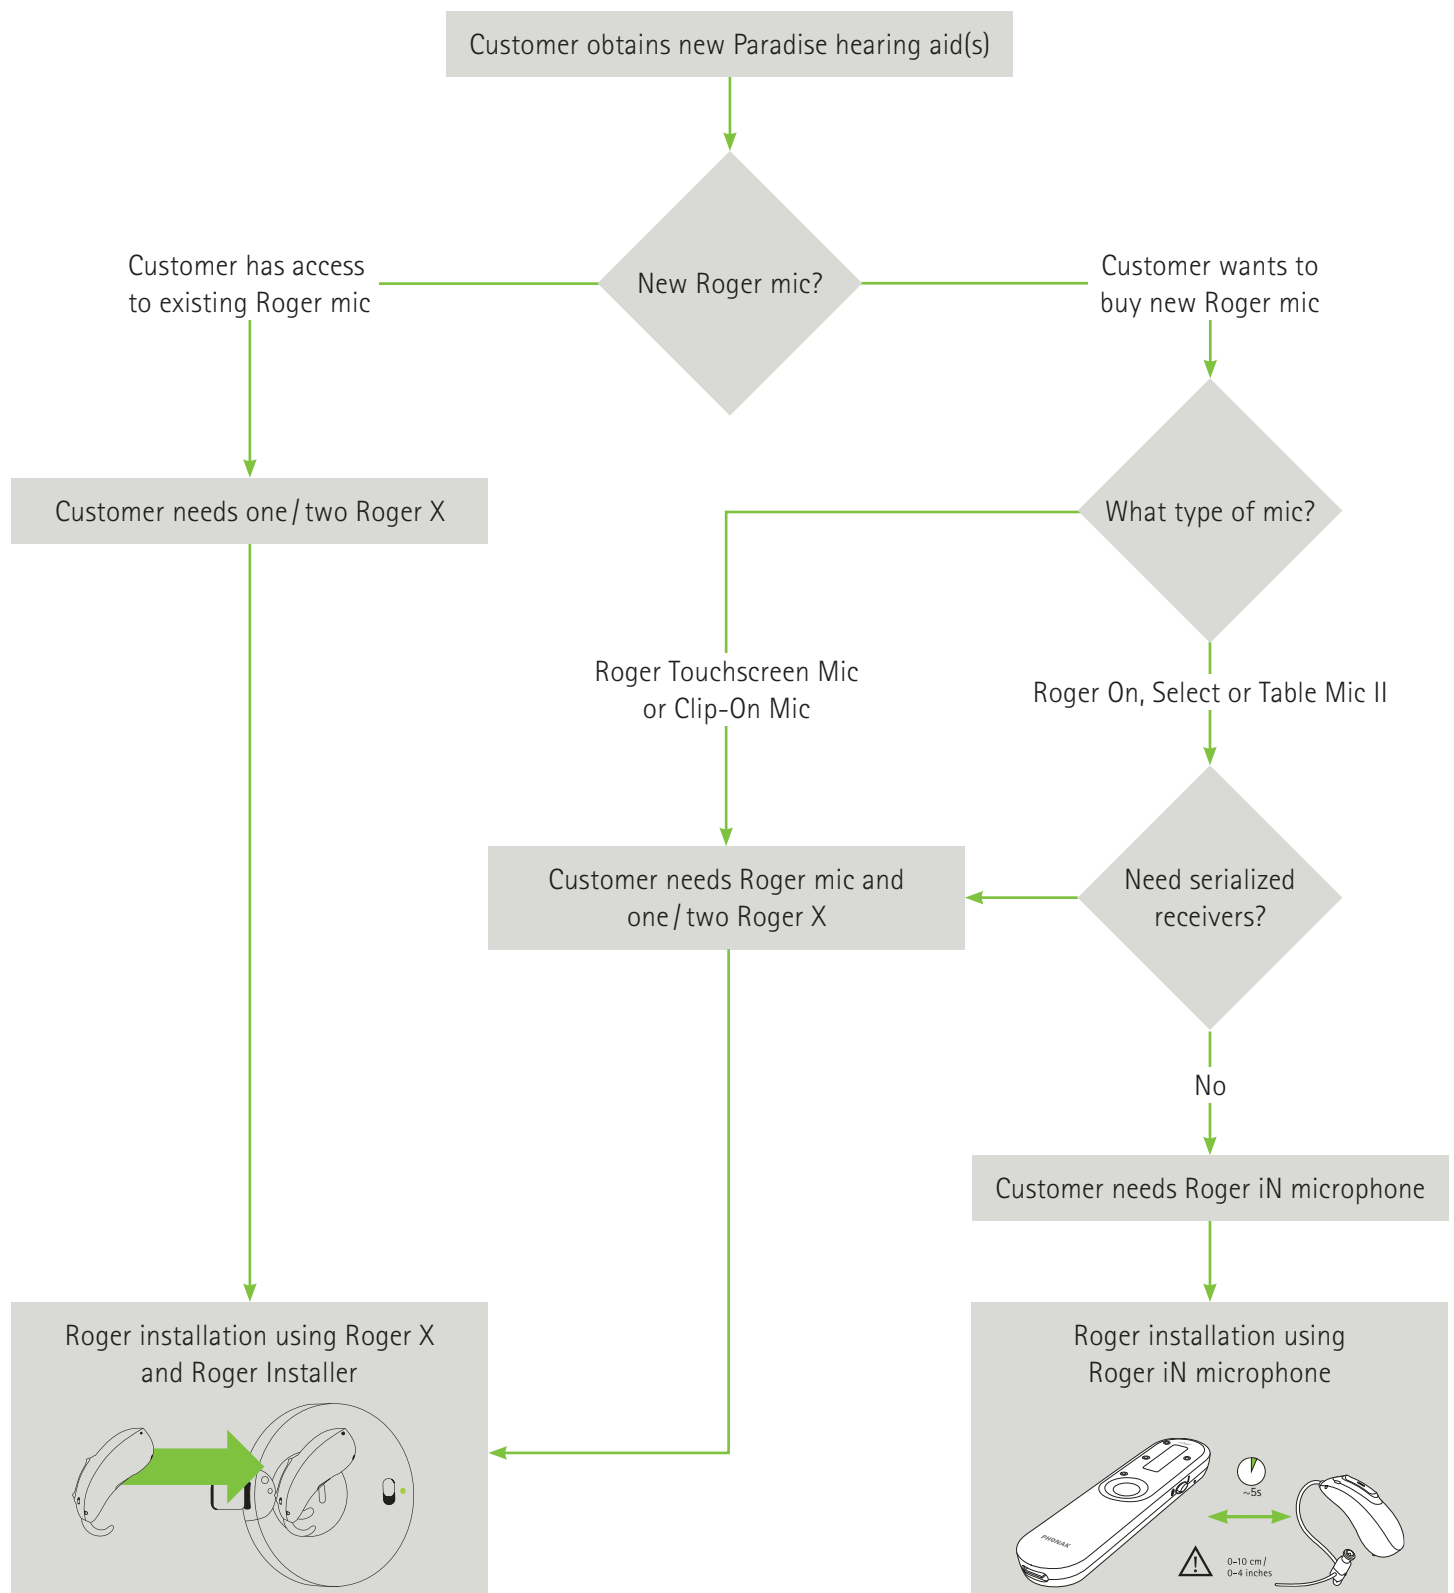 Customer obtains new Paradise hearing aid(s)
New Roger mic?
Customer has access
to existing Roger mic
Customer wants to
buy new Roger mic
Customer needs one / two Roger X
What type of mic?
Roger Touchscreen Mic
or Clip-On Mic
Roger On, Select or Table Mic II
Customer needs Roger mic and
one / two Roger X
Need serialized
receivers?
No
Customer needs Roger iN microphone
Roger installation using Roger X
and Roger Installer
Roger installation using
Roger iN microphone
~5s
PHONAK
0-10 cm /
0-4 inches